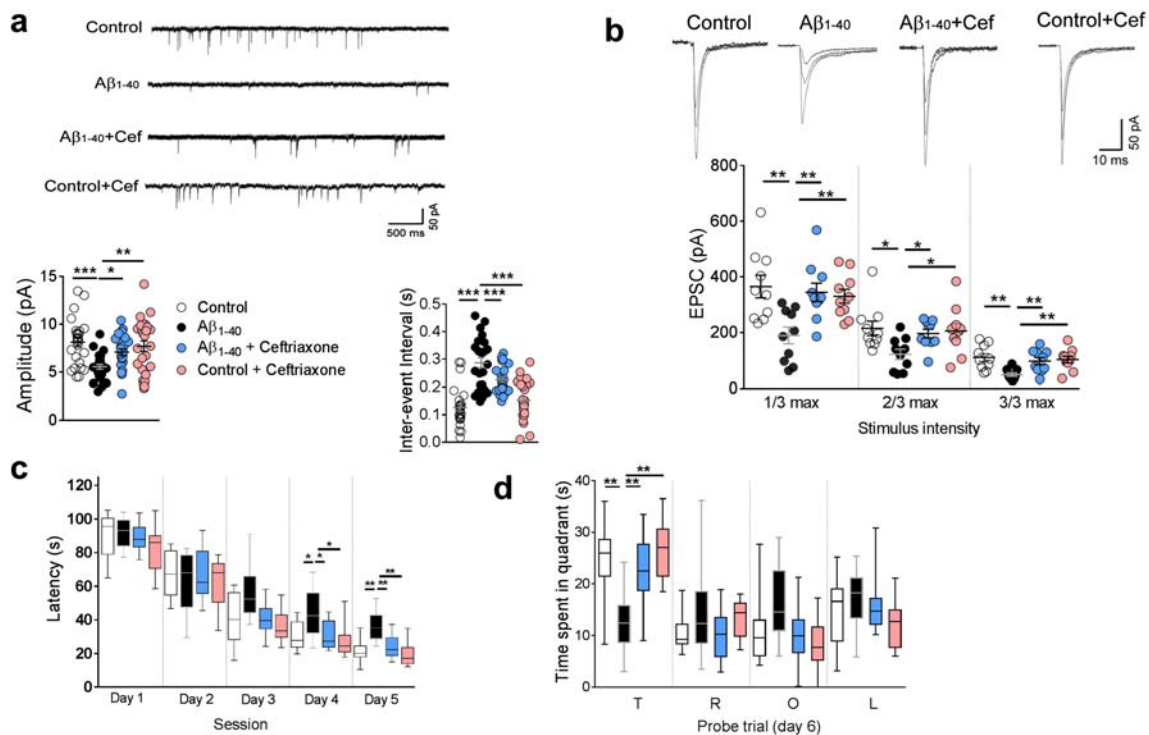 a
Control
Aβ1-40
Aβ1-40+Cef
Control+Cef
500 ms
50 pA
Amplitude (pA)
15
10
5
0
***
*
**
Control
Aβ1-40
Aβ1-40 + Ceftriaxone
Control + Ceftriaxone
Inter-event Interval (s)
0.5
0.4
0.3
0.2
0.1
0.0
***
***
***
b
Control
Aβ1-40
Aβ1-40+Cef
Control+Cef
10 ms
50 pA
EPSC (pA)
800
600
400
200
0
** **
**
* *
*
** **
**
1/3 max 2/3 max 3/3 max
Stimulus intensity
c
Latency (s)
120
100
80
60
40
20
0
* *
*
** **
**
Day 1 Day 2 Day 3 Day 4 Day 5
Session
d
Time spent in quadrant (s)
40
30
20
10
0
** **
**
T R O L
Probe trial (day 6)